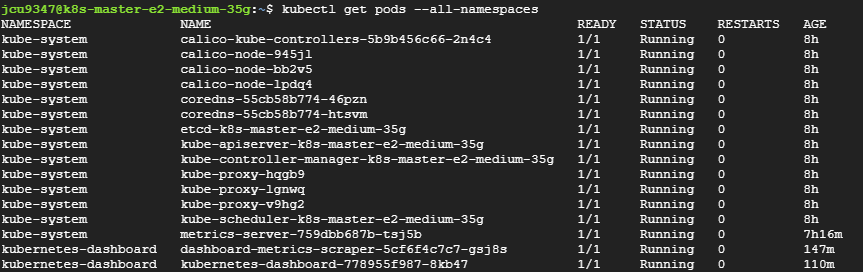 jcu9347@k8s-master-e2-medium-35g:~$ kubectl get pods --all-namespaces
NAMESPACE NAME READY STATUS RESTARTS AGE
kube-system calico-kube-controllers-5b9b456c66-2n4c4 1/1 Running 0 8h
kube-system calico-node-945jl 1/1 Running 0 8h
kube-system calico-node-bb2v5 1/1 Running 0 8h
kube-system calico-node-lpdq4 1/1 Running 0 8h
kube-system coredns-55cb58b774-46pzn 1/1 Running 0 8h
kube-system coredns-55cb58b774-htsvm 1/1 Running 0 8h
kube-system etcd-k8s-master-e2-medium-35g 1/1 Running 0 8h
kube-system kube-apiserver-k8s-master-e2-medium-35g 1/1 Running 0 8h
kube-system kube-controller-manager-k8s-master-e2-medium-35g 1/1 Running 0 8h
kube-system kube-proxy-hqgb9 1/1 Running 0 8h
kube-system kube-proxy-lgnwq 1/1 Running 0 8h
kube-system kube-proxy-v9hg2 1/1 Running 0 8h
kube-system kube-scheduler-k8s-master-e2-medium-35g 1/1 Running 0 8h
kube-system metrics-server-759dbb687b-tsj5b 1/1 Running 0 7h16m
kubernetes-dashboard dashboard-metrics-scraper-5cf6f4c7c7-gsj8s 1/1 Running 0 147m
kubernetes-dashboard kubernetes-dashboard-778955f987-8kb47 1/1 Running 0 110m